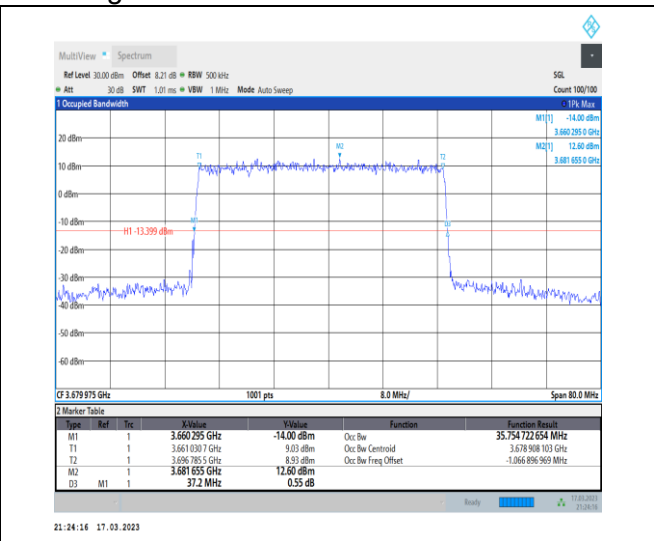 MultiView Spectrum
Ref Level 30.00 dBm Offset 8.21 dB RBW 500 kHz SGL
Att 30 dB SWT 1.01 ms VBW 1 MHz Mode Auto Sweep Count 100/100
1 Occupied Bandwidth 1Pk Max
M1[1] -14.00 dBm
3.660 295 0 GHz
M2[1] 12.60 dBm
3.681 655 0 GHz
20 dBm
M2
T1 T2
10 dBm
0 dBm
-10 dBm
M1 D3
H1 -13.399 dBm
-20 dBm
-30 dBm
-40 dBm
-50 dBm
-60 dBm
CF 3.679 975 GHz 1001 pts 8.0 MHz/ Span 80.0 MHz
2 Marker Table
Type Ref Trc X-Value Y-Value Function Function Result
M1 1 3.660 295 GHz -14.00 dBm Occ Bw 35.754 722 654 MHz
T1 1 3.661 030 7 GHz 9.03 dBm Occ Bw Centroid 3.678 908 103 GHz
T2 1 3.696 785 5 GHz 8.93 dBm Occ Bw Freq Offset -1.066 896 969 MHz
M2 1 3.681 655 GHz 12.60 dBm
D3 M1 1 37.2 MHz 0.55 dB
Ready 17.03.2023
21:24:16
21:24:16 17.03.2023